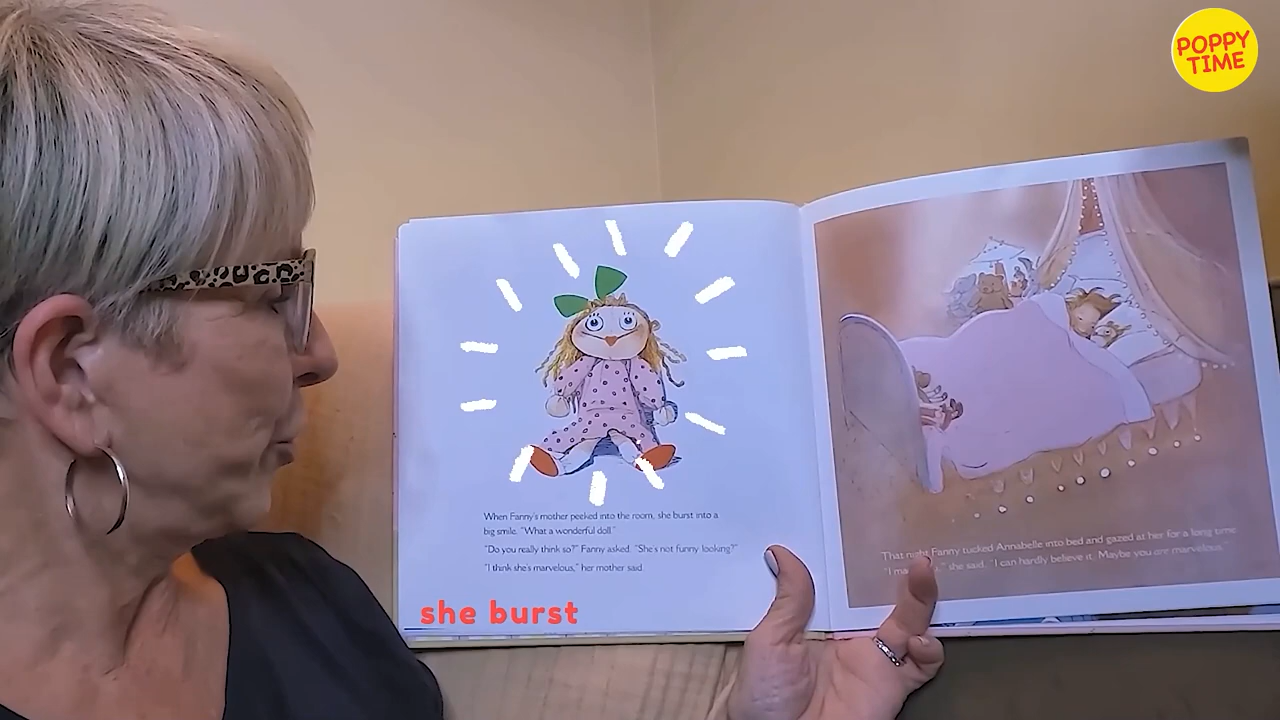 POPPY
TIME
When Fanny's mother peeked into the room, she burst into a
big smile. "What a wonderful doll."
"Do you really think so?" Fanny asked. "She's not funny looking?"
"I think she's marvelous," her mother said.
That night Fanny tucked Annabelle into bed and gazed at her for a long time.
"I made you," she said. "I can hardly believe it. Maybe you are marvelous."
she burst